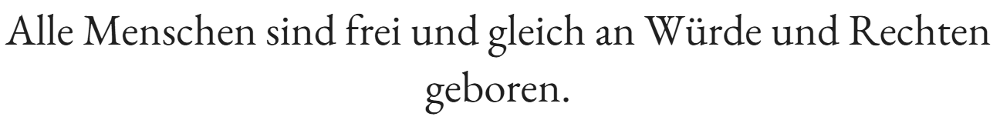 Alle Menschen sind frei und gleich an Würde und Rechten
geboren.